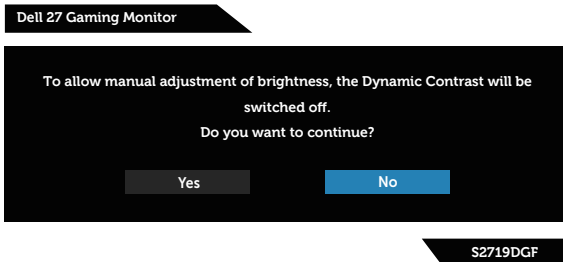 Dell 27 Gaming Monitor
To allow manual adjustment of brightness, the Dynamic Contrast will be
switched off.
Do you want to continue?
Yes No
S2719DGF